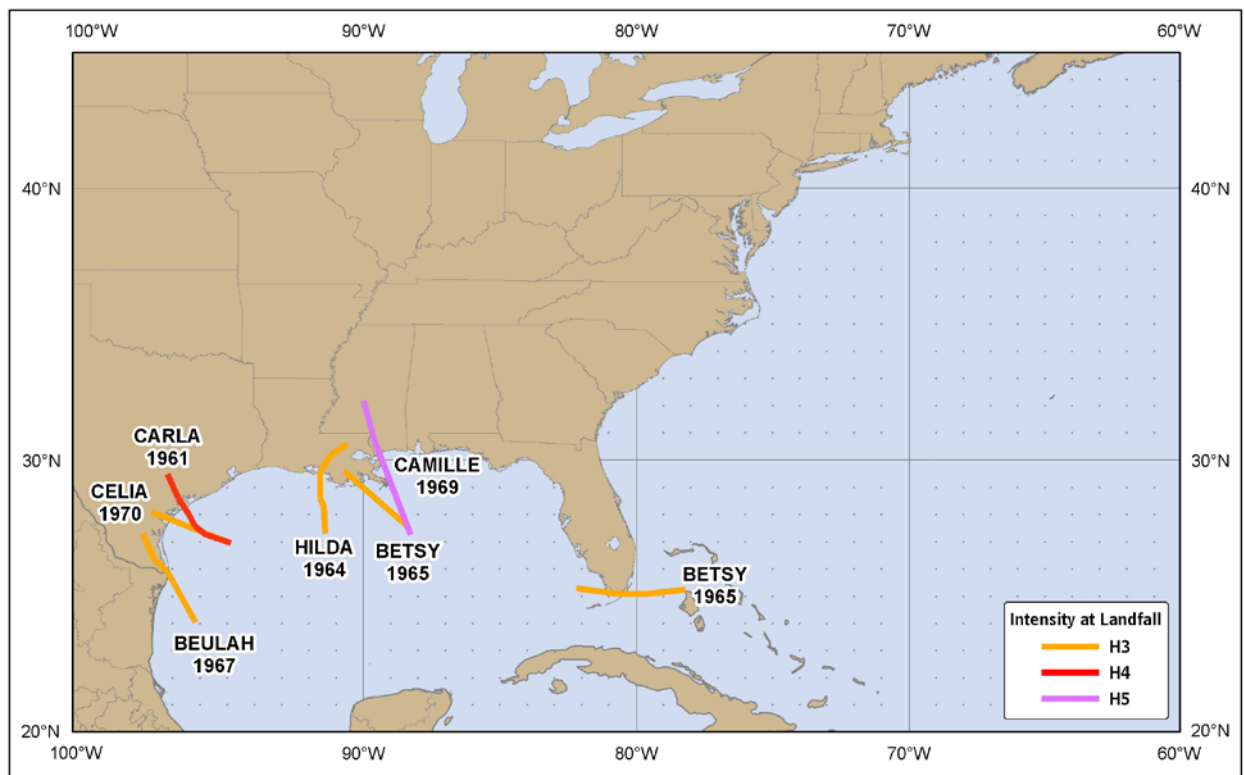 100°W 90°W 80°W 70°W 60°W
40°N 40°N
CARLA
1961
30°N 30°N
CAMILLE
1969
CELIA
1970
HILDA
1964
BETSY
1965
BETSY
1965
BEULAH
1967
Intensity at Landfall
H3
H4
H5
20°N 20°N
100°W 90°W 80°W 70°W 60°W